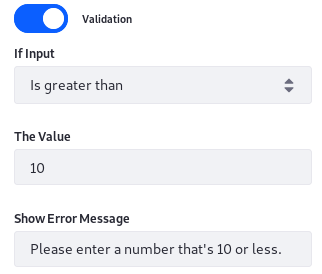 Validation
If Input
Is greater than
The Value
10
Show Error Message
Please enter a number that's 10 or less.